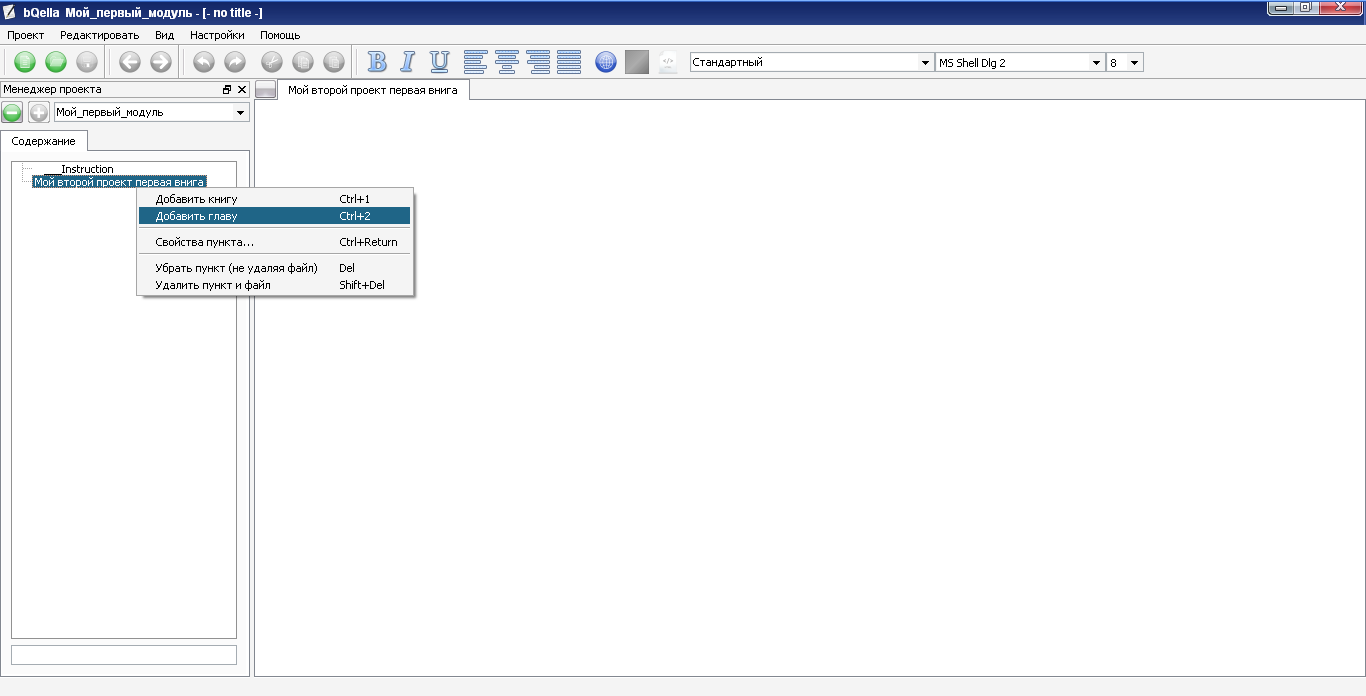 bQella Мой_первый_модуль - [- no title -]
Проект Редактировать Вид Настройки Помощь
B I U Стандартный MS Shell Dlg 2 8
Менеджер проекта
Мой второй проект первая внига
Мой_первый_модуль
Содержание
___Instruction
Мой второй проект первая внига
Добавить книгу Ctrl+1
Добавить главу Ctrl+2
Свойства пункта... Ctrl+Return
Убрать пункт (не удаляя файл) Del
Удалить пункт и файл Shift+Del